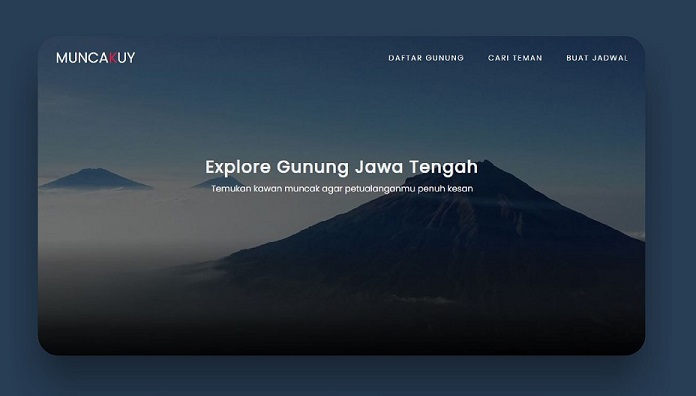 MUNCAKUY
DAFTAR GUNUNG CARI TEMAN BUAT JADWAL
Explore Gunung Jawa Tengah
Temukan kawan muncak agar petualanganmu penuh kesan